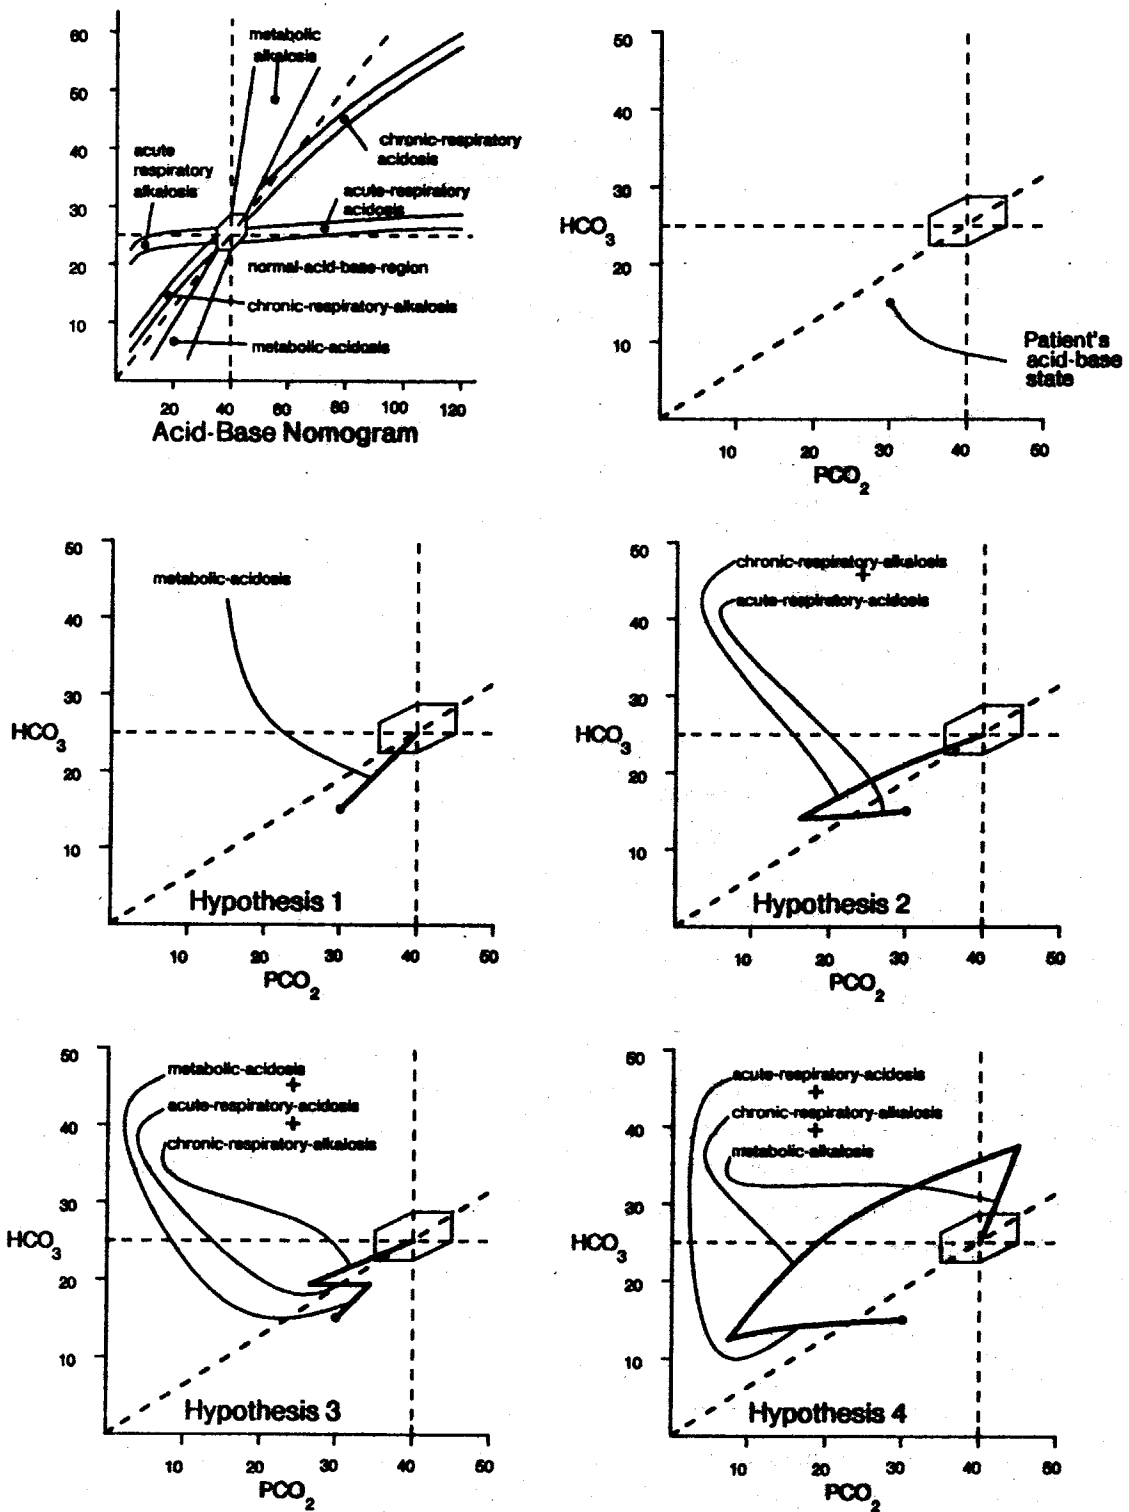 60
50
40
30
20
10
metabolic
alkalosis
acute
respiratory
alkalosis
chronic-respiratory
acidosis
acute-respiratory
acidosis
normal-acid-base-region
chronic-respiratory-alkalosis
metabolic-acidosis
20 40 60 80 100 120
Acid-Base Nomogram
50
40
30
HCO3
20
10
Patient's
acid-base
state
10 20 30 40 50
PCO2
50
metabolic-acidosis
40
30
HCO3
20
10
Hypothesis 1
10 20 30 40 50
PCO2
50
chronic-respiratory-alkalosis
+
acute-respiratory-acidosis
40
30
HCO3
20
10
Hypothesis 2
10 20 30 40 50
PCO2
50
metabolic-acidosis
+
acute-respiratory-acidosis
+
40
chronic-respiratory-alkalosis
30
HCO3
20
10
Hypothesis 3
10 20 30 40 50
PCO2
50
acute-respiratory-acidosis
+
chronic-respiratory-alkalosis
+
40
metabolic-alkalosis
30
HCO3
20
10
Hypothesis 4
10 20 30 40 50
PCO2